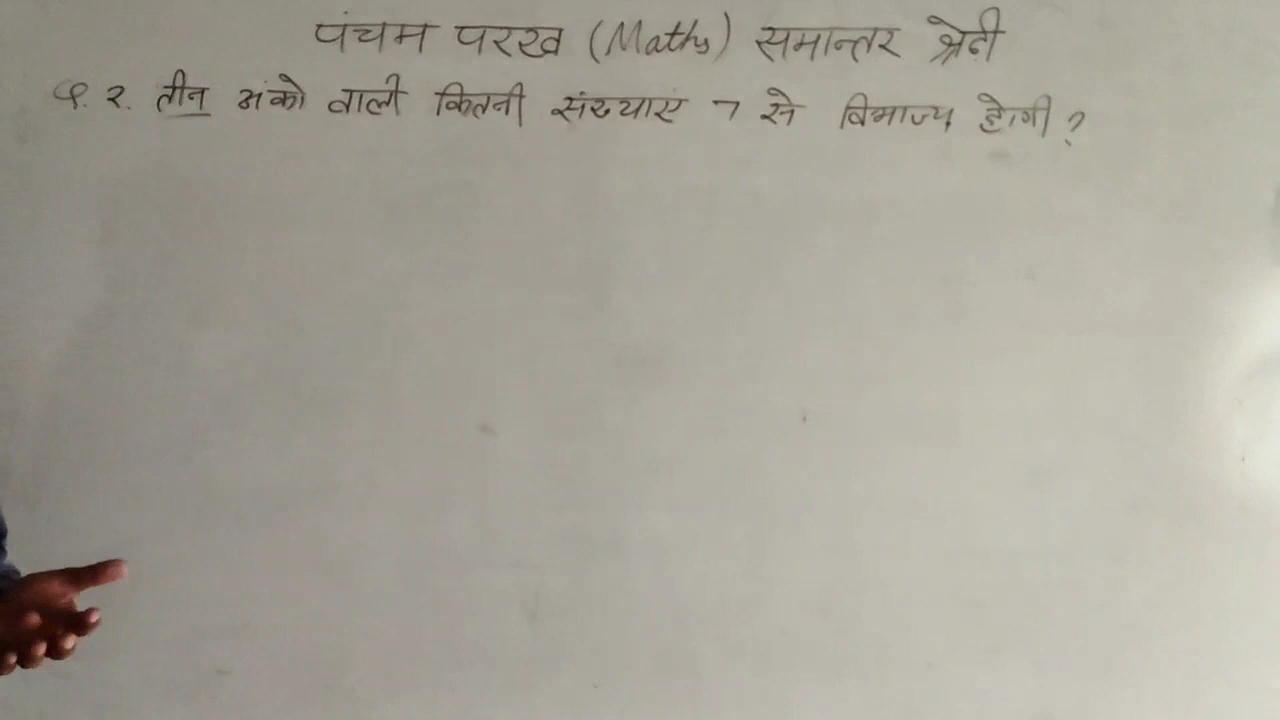 पंचम परख (Maths) समान्तर श्रेढी
Q. २. तीन अंको वाली कितनी संख्याएं 7 से विभाज्य होगी ?